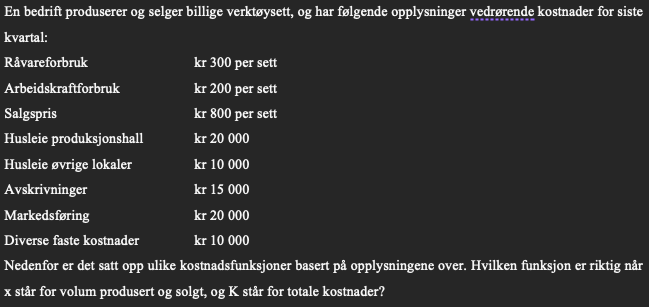 En bedrift produserer og selger billige verktøysett, og har følgende opplysninger vedrørende kostnader for siste
kvartal:
Råvareforbruk kr 300 per sett
Arbeidskraftforbruk kr 200 per sett
Salgspris kr 800 per sett
Husleie produksjonshall kr 20 000
Husleie øvrige lokaler kr 10 000
Avskrivninger kr 15 000
Markedsføring kr 20 000
Diverse faste kostnader kr 10 000
Nedenfor er det satt opp ulike kostnadsfunksjoner basert på opplysningene over. Hvilken funksjon er riktig når
x står for volum produsert og solgt, og K står for totale kostnader?